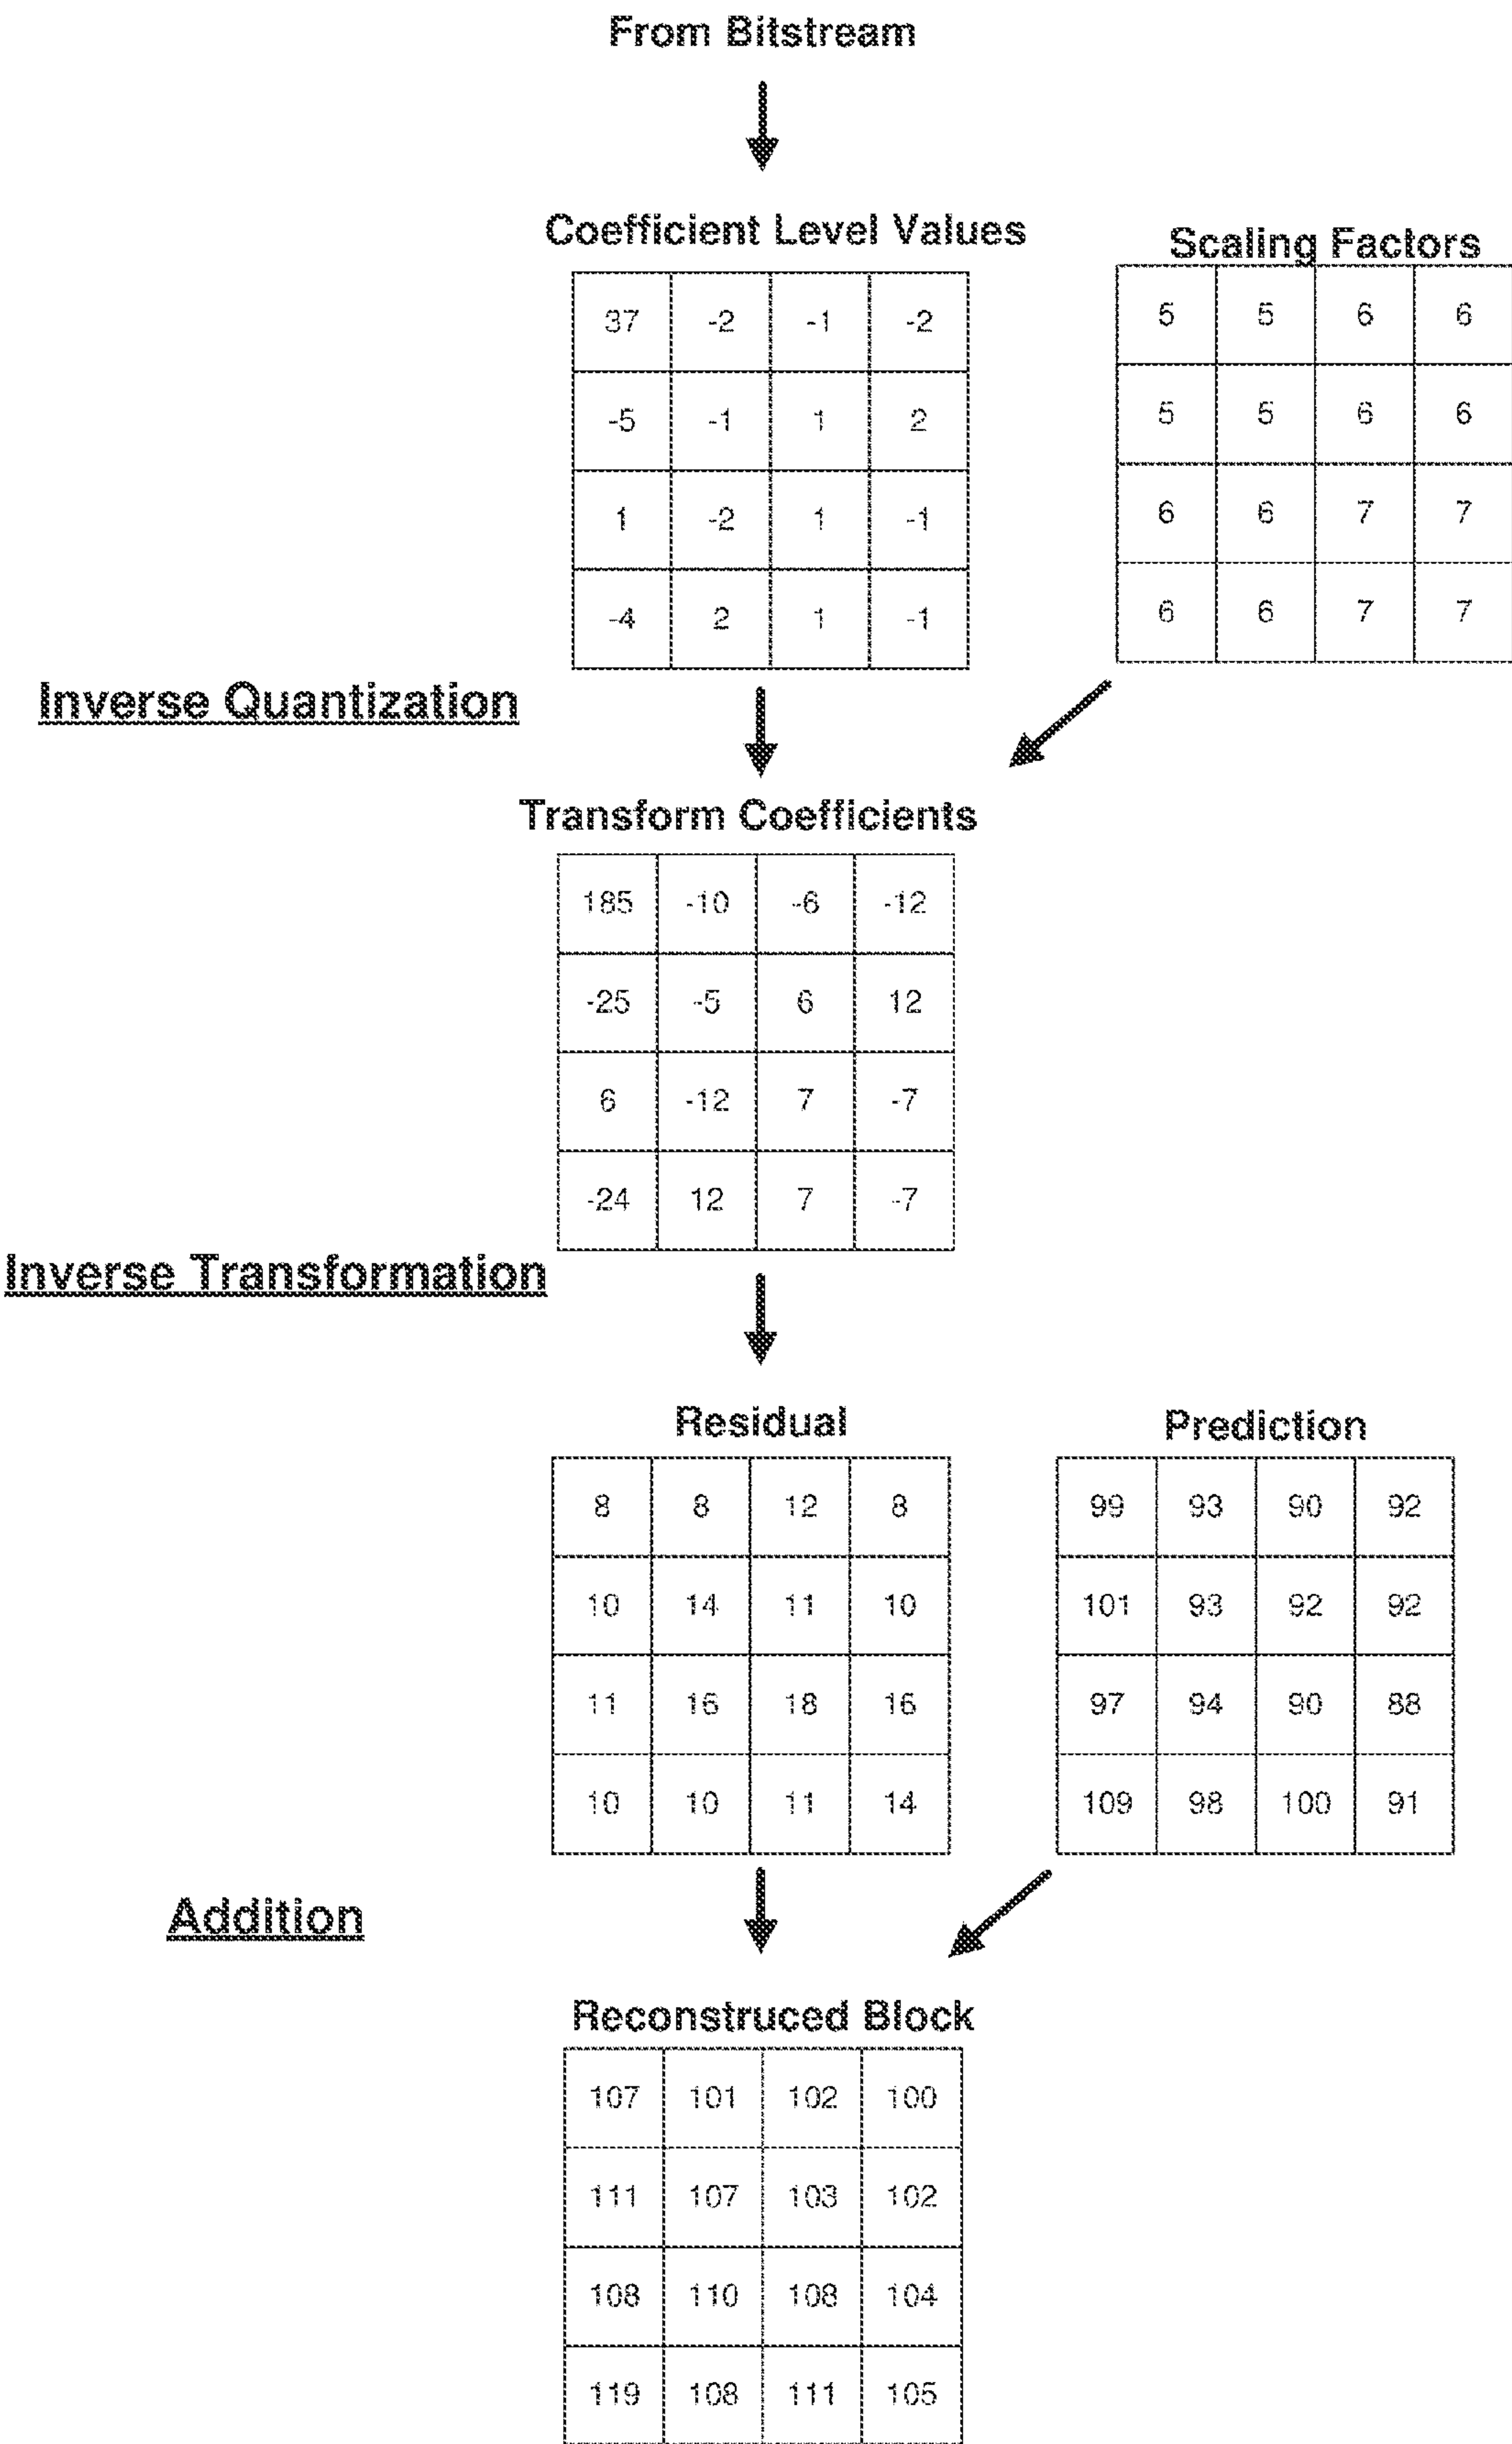 From Bitstream
Coefficient Level Values
Scaling Factors
37 -2 -1 -2
-5 -1 1 2
1 -2 1 -1
-4 2 1 -1
5 5 6 6
5 5 6 6
6 6 7 7
6 6 7 7
Inverse Quantization
Transform Coefficients
185 -10 -6 -12
-25 -5 6 12
6 -12 7 -7
-24 12 7 -7
Inverse Transformation
Residual
Prediction
8 8 12 8
10 14 11 10
11 16 18 16
10 10 11 14
99 93 90 92
101 93 92 92
97 94 90 88
109 98 100 91
Addition
Reconstruced Block
107 101 102 100
111 107 103 102
108 110 108 104
119 108 111 105